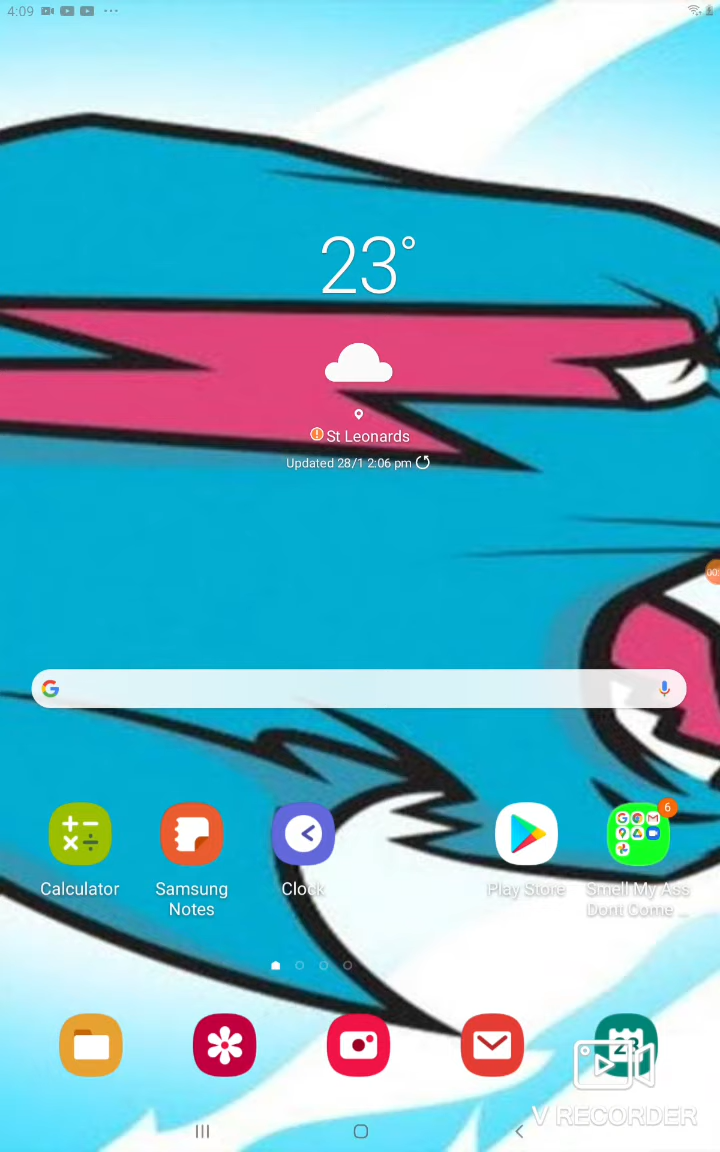 4:09
23°
St Leonards
Updated 28/1 2:06 pm
Calculator
Samsung
Notes
Clock
Play Store
Smell My Ass
Dont Come ...
6
V RECORDER